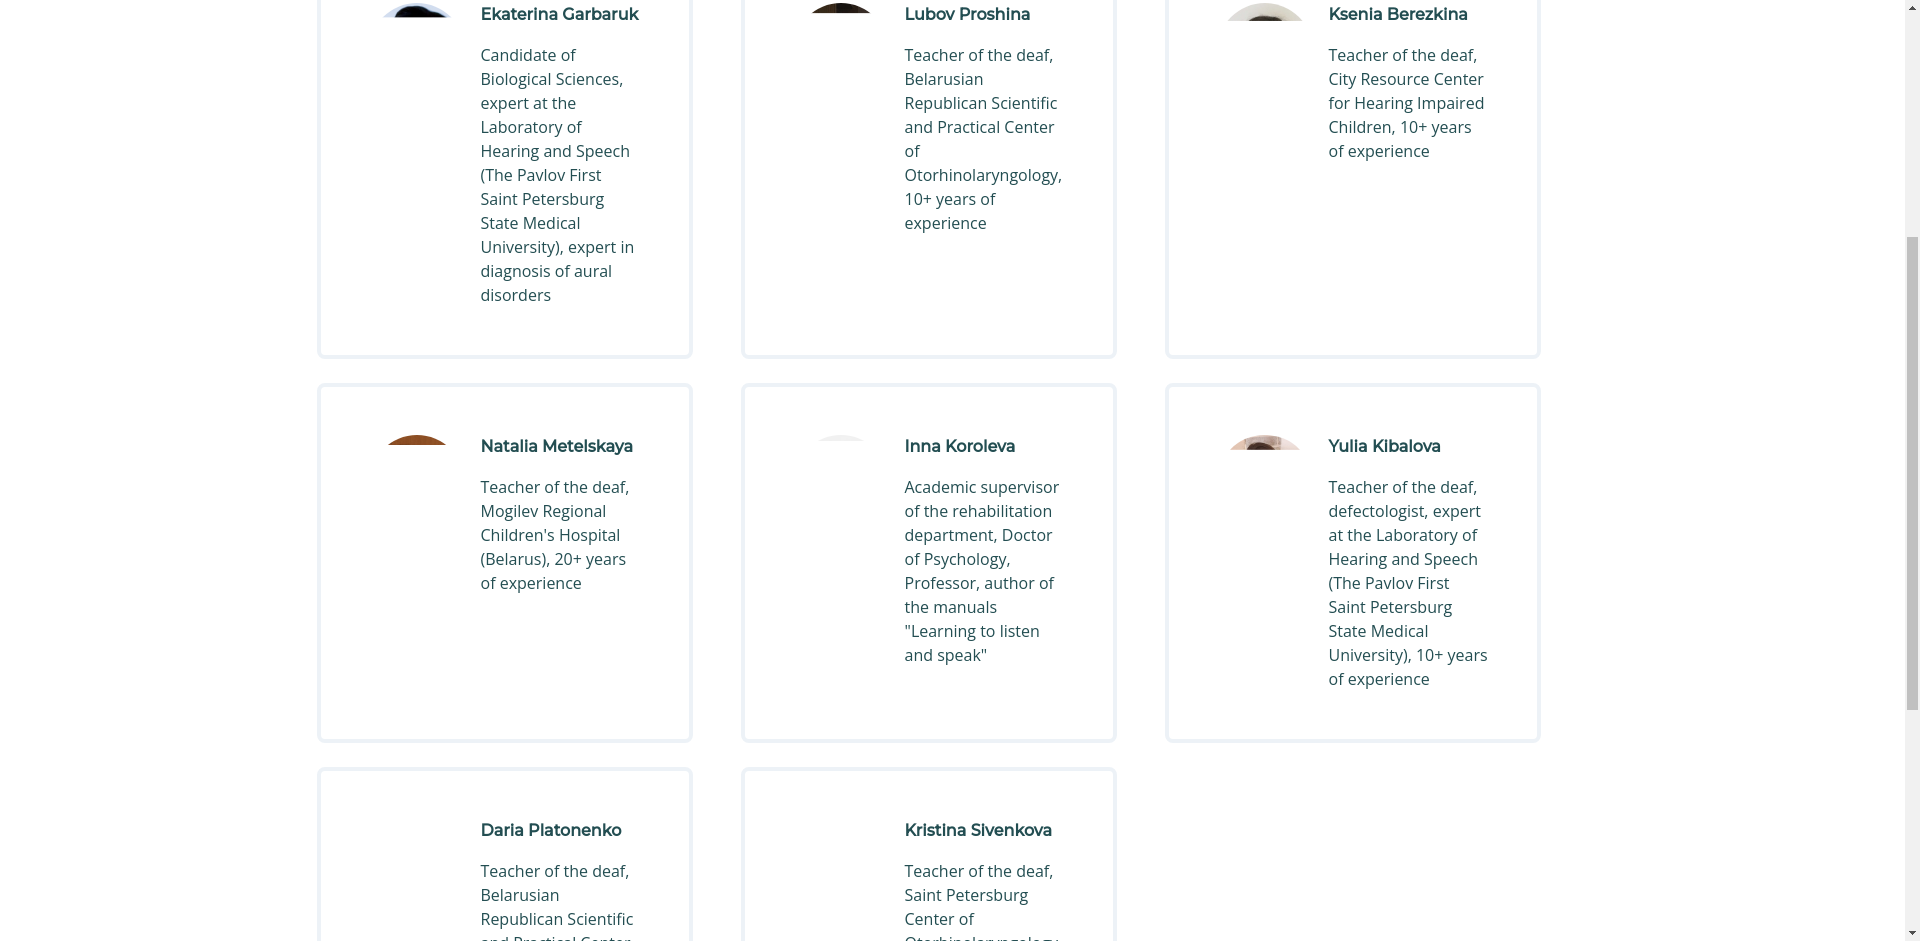 Ekaterina Garbaruk
Candidate of
Biological Sciences,
expert at the
Laboratory of
Hearing and Speech
(The Pavlov First
Saint Petersburg
State Medical
University), expert in
diagnosis of aural
disorders
Lubov Proshina
Teacher of the deaf,
Belarusian
Republican Scientific
and Practical Center
of
Otorhinolaryngology,
10+ years of
experience
Ksenia Berezkina
Teacher of the deaf,
City Resource Center
for Hearing Impaired
Children, 10+ years
of experience
Natalia Metelskaya
Teacher of the deaf,
Mogilev Regional
Children's Hospital
(Belarus), 20+ years
of experience
Inna Koroleva
Academic supervisor
of the rehabilitation
department, Doctor
of Psychology,
Professor, author of
the manuals
"Learning to listen
and speak"
Yulia Kibalova
Teacher of the deaf,
defectologist, expert
at the Laboratory of
Hearing and Speech
(The Pavlov First
Saint Petersburg
State Medical
University), 10+ years
of experience
Daria Platonenko
Teacher of the deaf,
Belarusian
Republican Scientific
and Practical Center
Kristina Sivenkova
Teacher of the deaf,
Saint Petersburg
Center of
Otorhinolaryngology